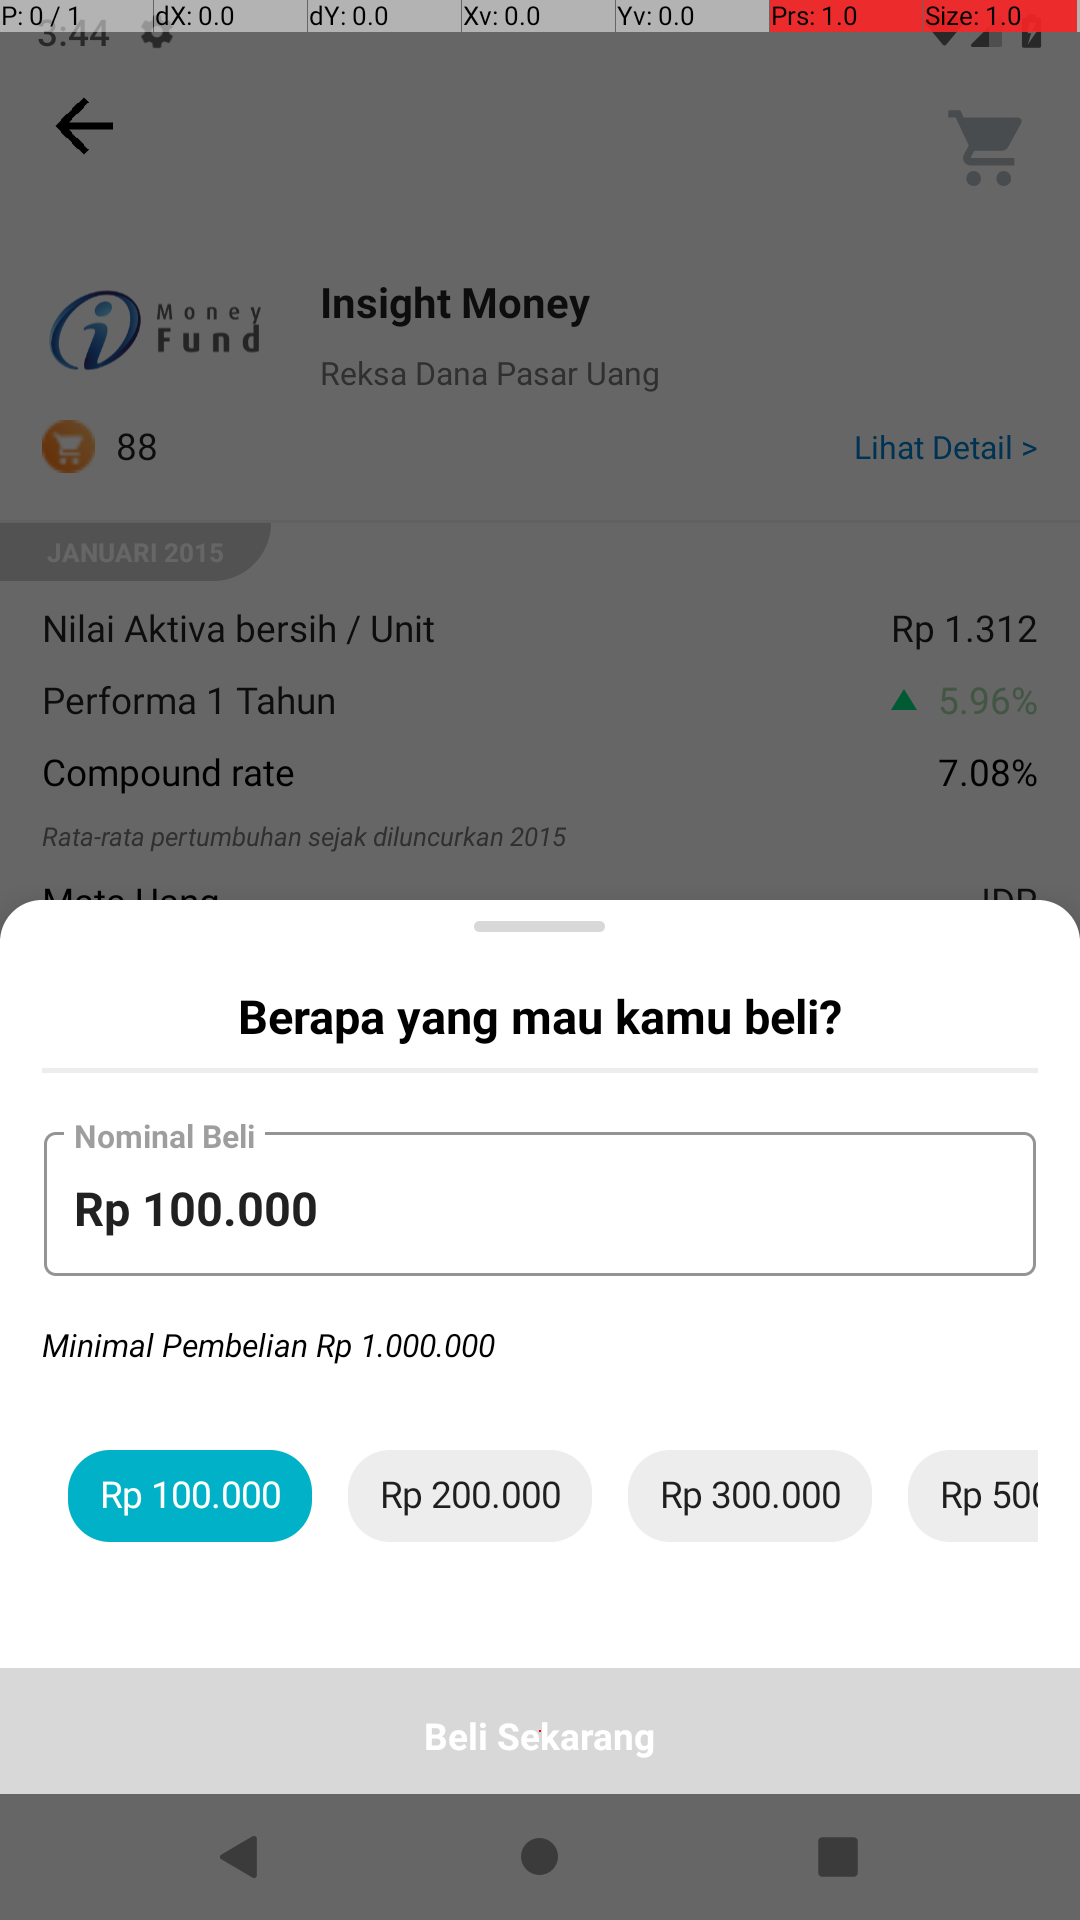 P: 0 / 1 dX: 0.0 dY: 0.0 Xv: 0.0 Yv: 0.0 Prs: 1.0 Size: 1.0
3:44
Money
Fund
Insight Money
Reksa Dana Pasar Uang
88
Lihat Detail >
JANUARI 2015
Nilai Aktiva bersih / Unit Rp 1.312
Performa 1 Tahun 5.96%
Compound rate 7.08%
Rata-rata pertumbuhan sejak diluncurkan 2015
Mata Uang IDR
Berapa yang mau kamu beli?
Nominal Beli
Rp 100.000
Minimal Pembelian Rp 1.000.000
Rp 100.000 Rp 200.000 Rp 300.000 Rp 500
Beli Sekarang